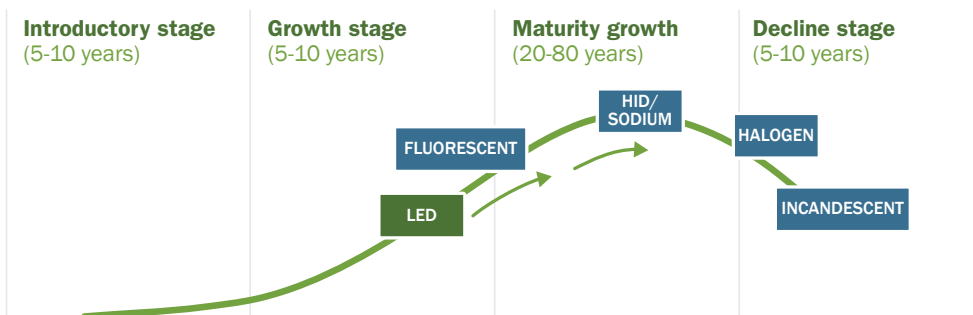 Introductory stage
(5-10 years)
Growth stage
(5-10 years)
Maturity growth
(20-80 years)
Decline stage
(5-10 years)
HID/
SODIUM
FLUORESCENT
HALOGEN
LED
INCANDESCENT